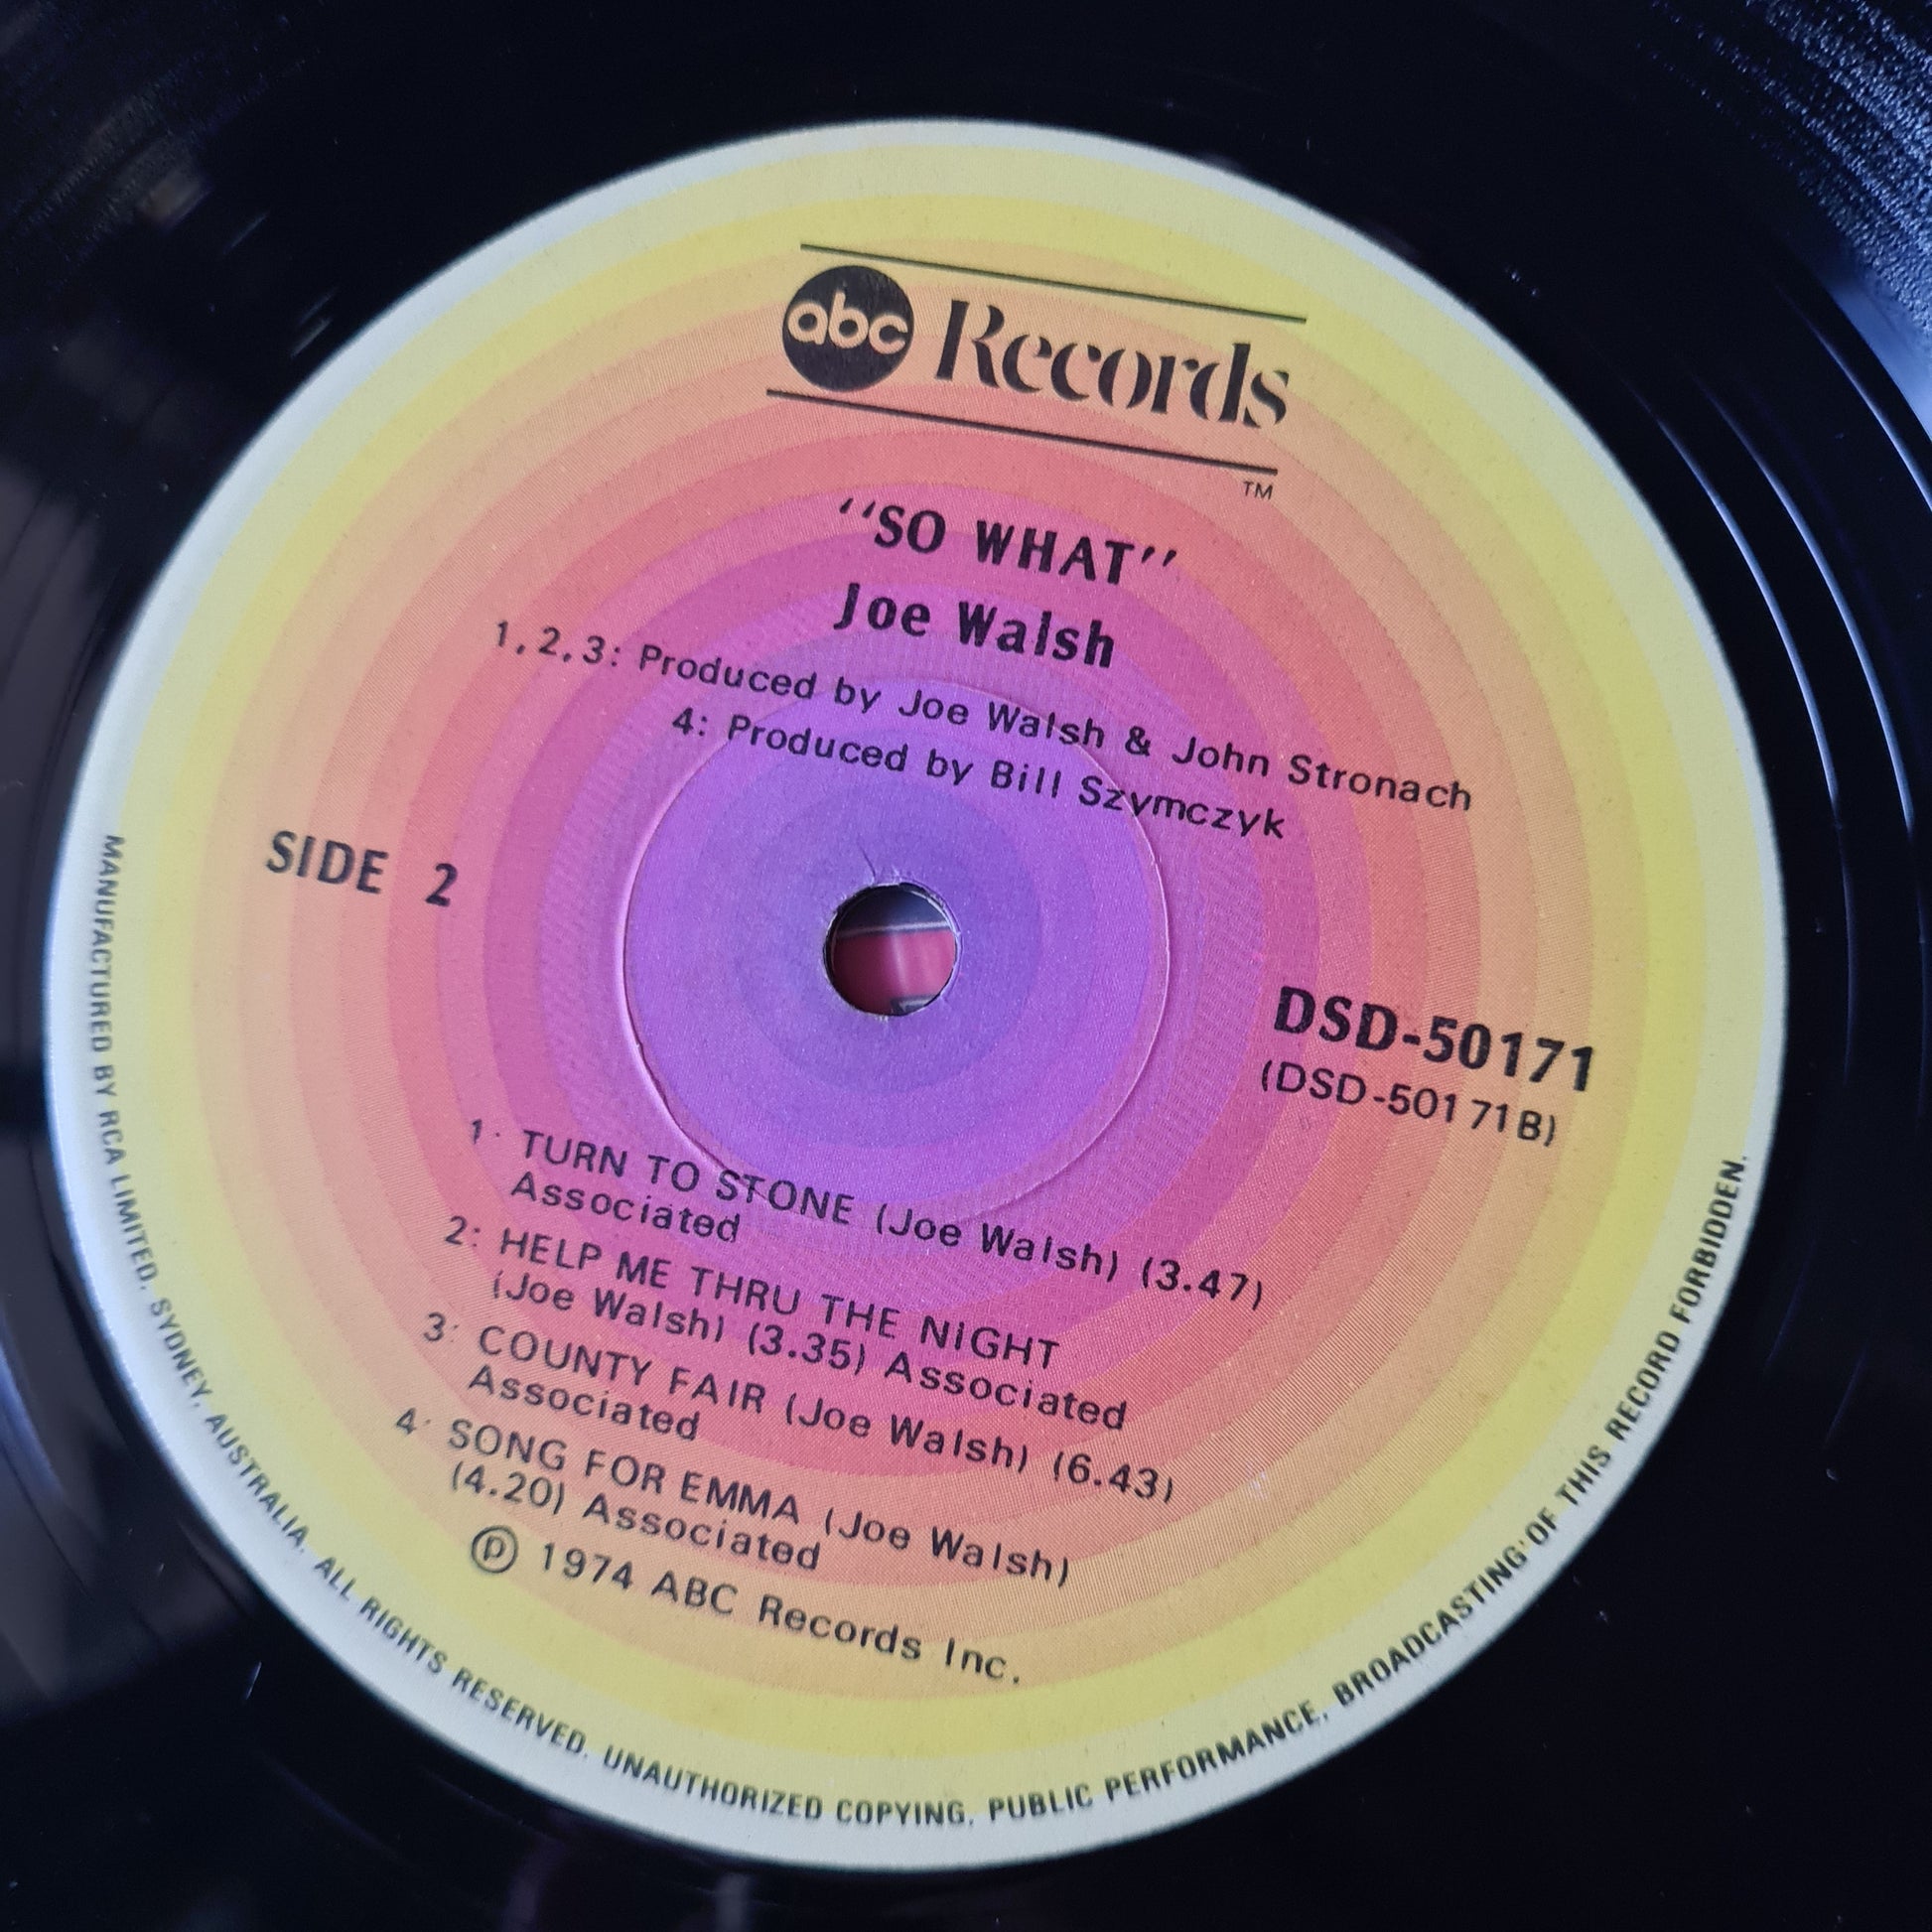 abc Records
TM
"SO WHAT"
Joe Walsh
1,2,3: Produced by Joe Walsh & John Stronach
4: Produced by Bill Szymczyk
SIDE 2
DSD-50171
(DSD-50171B)
1: TURN TO STONE (Joe Walsh) (3.47)
Associated
2: HELP ME THRU THE NIGHT
(Joe Walsh) (3.35) Associated
3: COUNTY FAIR (Joe Walsh) (6.43)
Associated
4: SONG FOR EMMA (Joe Walsh)
(4.20) Associated
℗ 1974 ABC Records Inc.
MANUFACTURED BY RCA LIMITED. SYDNEY. AUSTRALIA. ALL RIGHTS RESERVED. UNAUTHORIZED COPYING. PUBLIC PERFORMANCE. BROADCASTING OF THIS RECORD FORBIDDEN.